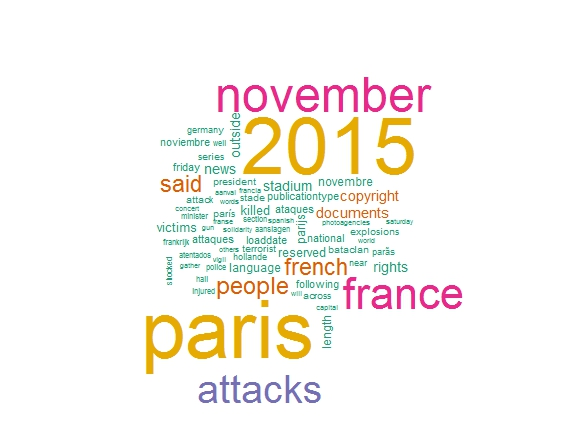 november
2015
outside
germany
noviembre well
series
friday news
said president stadium novembre
sanval francia
attack words stade publicationtype copyright
concert
minister parís killed ataques documents
section spanish parijs photoagencies saturday
victims gun solidarity aanslagen explosions
frankrijk attaques loaddate national world
others terrorist reserved bataclan parăs
atentados vigil hollande
shocked gather police language french near rights
hall people following
injured will across
france
capital
paris length
attacks